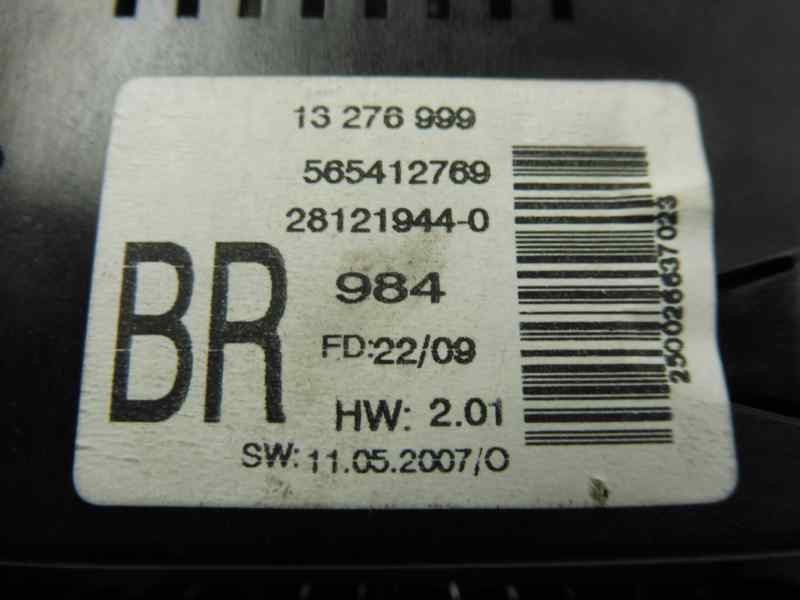 13 276 999
565412769
28121944-0
BR
984
FD:22/09
HW: 2.01
SW: 11.05.2007/O
250026637023